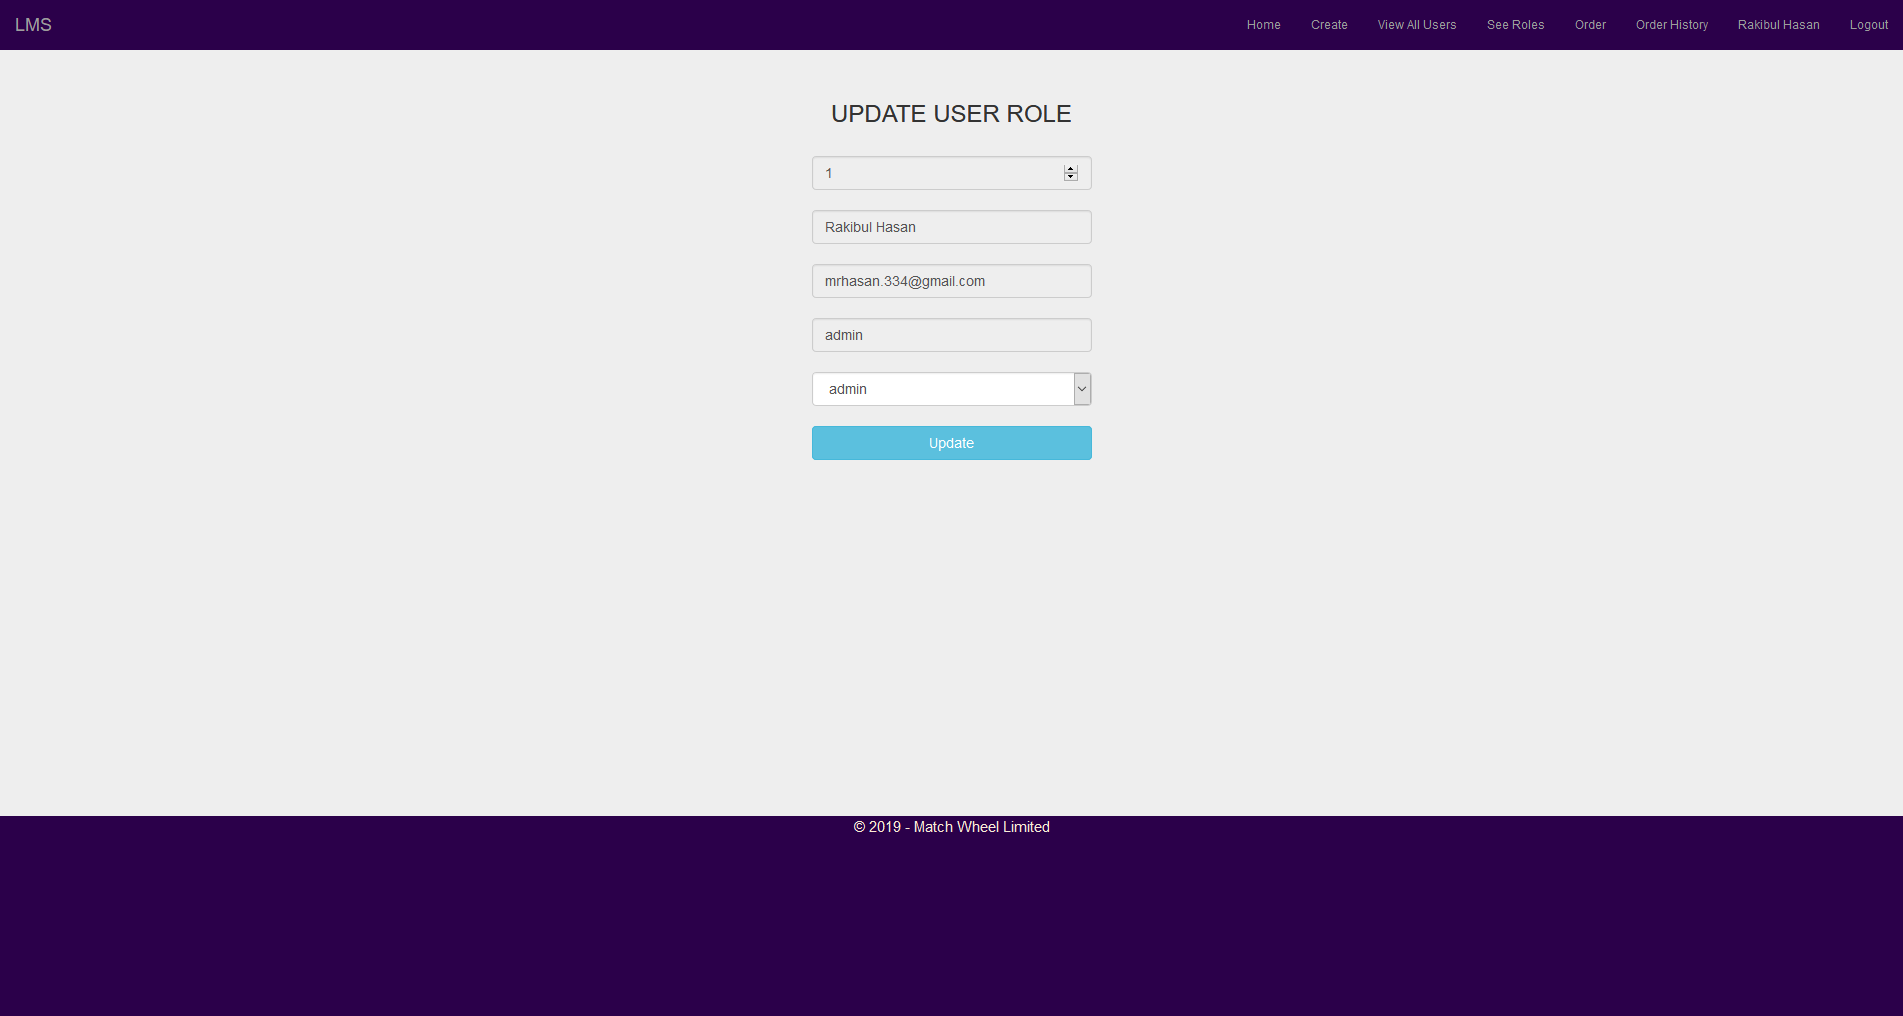 LMS
Home Create View All Users See Roles Order Order History Rakibul Hasan Logout
UPDATE USER ROLE
1
Rakibul Hasan
mrhasan.334@gmail.com
admin
admin
Update
© 2019 - Match Wheel Limited